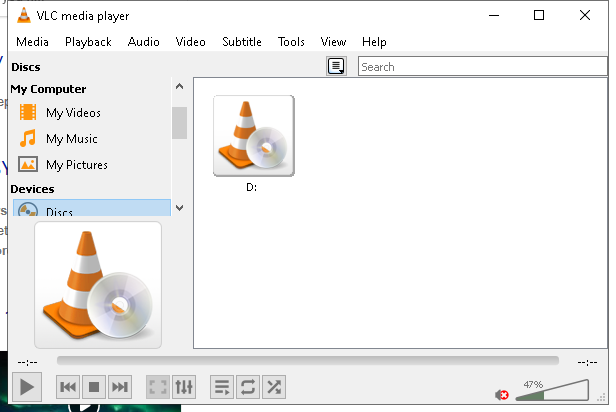 VLC media player
Media Playback Audio Video Subtitle Tools View Help
Discs
Search
My Computer
My Videos
My Music
My Pictures
Devices
Discs
D:
--:-- --:--
47%